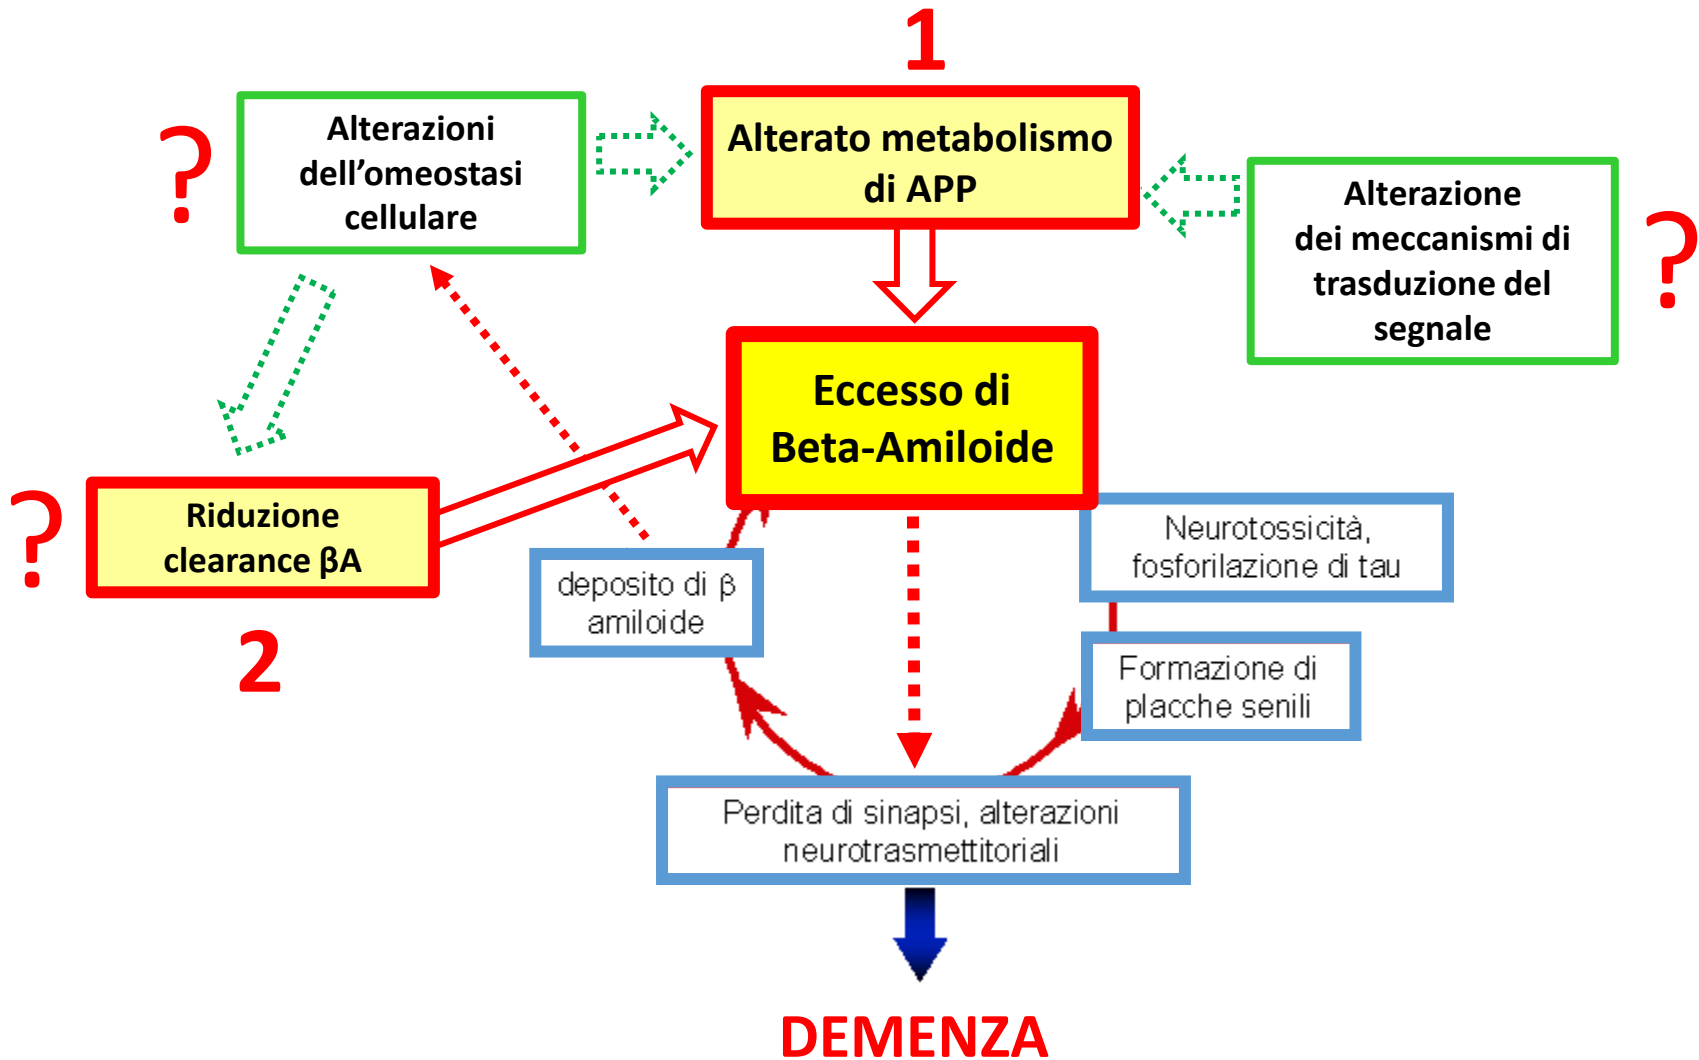 1
?
Alterazioni
dell’omeostasi
cellulare
Alterato metabolismo
di APP
Alterazione
dei meccanismi di
trasduzione del
segnale
?
Eccesso di
Beta-Amiloide
?
Riduzione
clearance βA
2
deposito di β
amiloide
Neurotossicità,
fosforilazione di tau
Formazione di
placche senili
Perdita di sinapsi, alterazioni
neurotrasmettitoriali
DEMENZA